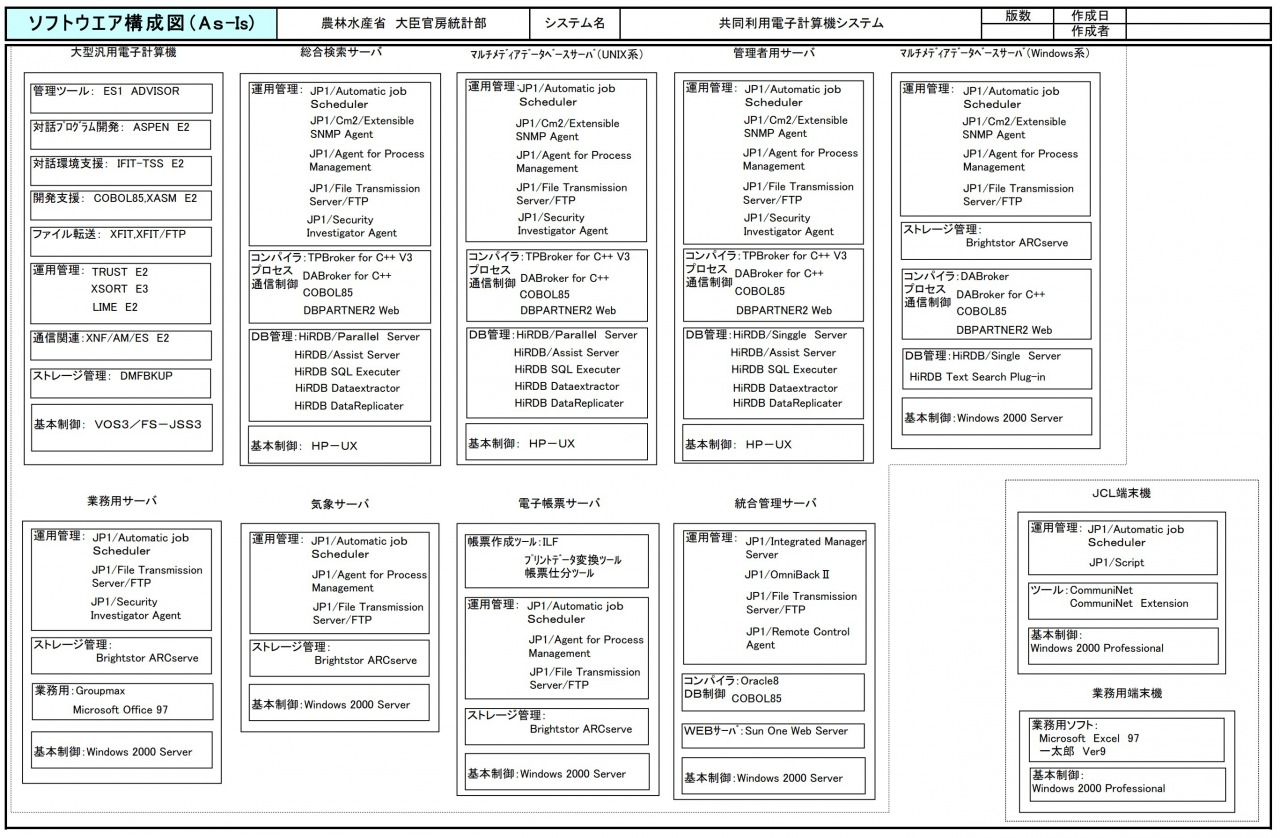 ソフトウエア構成図(As-Is)
農林水産省 大臣官房統計部
システム名
共同利用電子計算機システム
版数
作成日
作成者
大型汎用電子計算機
管理ツール: ES1 ADVISOR
対話プログラム開発: ASPEN E2
対話環境支援: IFIT-TSS E2
開発支援: COBOL85,XASM E2
ファイル転送: XFIT,XFIT/FTP
運用管理: TRUST E2
XSORT E3
LIME E2
通信関連:XNF/AM/ES E2
ストレージ管理: DMFBKUP
基本制御: VOS3/FS-JSS3
総合検索サーバ
運用管理: JP1/Automatic job
Scheduler
JP1/Cm2/Extensible
SNMP Agent
JP1/Agent for Process
Management
JP1/File Transmission
Server/FTP
JP1/Security
Investigator Agent
コンパイラ:TPBroker for C++ V3
プロセス
通信制御 DABroker for C++
COBOL85
DBPARTNER2 Web
DB管理:HiRDB/Parallel Server
HiRDB/Assist Server
HiRDB SQL Executer
HiRDB Dataextractor
HiRDB DataReplicater
基本制御: HP-UX
マルチメディアデータベースサーバ(UNIX系)
運用管理:JP1/Automatic job
Scheduler
JP1/Cm2/Extensible
SNMP Agent
JP1/Agent for Process
Management
JP1/File Transmission
Server/FTP
JP1/Security
Investigator Agent
コンパイラ:TPBroker for C++ V3
プロセス
通信制御 DABroker for C++
COBOL85
DBPARTNER2 Web
DB管理:HiRDB/Parallel Server
HiRDB/Assist Server
HiRDB SQL Executer
HiRDB Dataextractor
HiRDB DataReplicater
基本制御: HP-UX
管理者用サーバ
運用管理: JP1/Automatic job
Scheduler
JP1/Cm2/Extensible
SNMP Agent
JP1/Agent for Process
Management
JP1/File Transmission
Server/FTP
JP1/Security
Investigator Agent
コンパイラ:TPBroker for C++ V3
プロセス
通信制御 DABroker for C++
COBOL85
DBPARTNER2 Web
DB管理:HiRDB/Singgle Server
HiRDB/Assist Server
HiRDB SQL Executer
HiRDB Dataextractor
HiRDB DataReplicater
基本制御: HP-UX
マルチメディアデータベースサーバ(Windows系)
運用管理: JP1/Automatic job
Scheduler
JP1/Cm2/Extensible
SNMP Agent
JP1/Agent for Process
Management
JP1/File Transmission
Server/FTP
ストレージ管理:
Brightstor ARCserve
コンパイラ:DABroker
プロセス
通信制御 DABroker for C++
COBOL85
DBPARTNER2 Web
DB管理:HiRDB/Single Server
HiRDB Text Search Plug-in
基本制御:Windows 2000 Server
業務用サーバ
運用管理: JP1/Automatic job
Scheduler
JP1/File Transmission
Server/FTP
JP1/Security
Investigator Agent
ストレージ管理:
Brightstor ARCserve
業務用:Groupmax
Microsoft Office 97
基本制御:Windows 2000 Server
気象サーバ
運用管理: JP1/Automatic job
Scheduler
JP1/Agent for Process
Management
JP1/File Transmission
Server/FTP
ストレージ管理:
Brightstor ARCserve
基本制御:Windows 2000 Server
電子帳票サーバ
帳票作成ツール:ILF
プリントデータ変換ツール
帳票仕分ツール
運用管理: JP1/Automatic job
Scheduler
JP1/Agent for Process
Management
JP1/File Transmission
Server/FTP
ストレージ管理:
Brightstor ARCserve
基本制御:Windows 2000 Server
統合管理サーバ
運用管理: JP1/Integrated Manager
Server
JP1/OmniBackⅡ
JP1/File Transmission
Server/FTP
JP1/Remote Control
Agent
コンパイラ:Oracle8
DB制御 COBOL85
WEBサーバ:Sun One Web Server
基本制御:Windows 2000 Server
JCL端末機
運用管理: JP1/Automatic job
Scheduler
JP1/Script
ツール:CommuniNet
CommuniNet Extension
基本制御:
Windows 2000 Professional
業務用端末機
業務用ソフト:
Microsoft Excel 97
一太郎 Ver9
基本制御:
Windows 2000 Professional